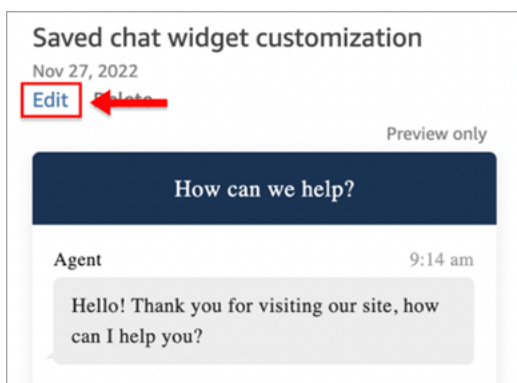 Saved chat widget customization
Nov 27, 2022
Edit Delete
Preview only
How can we help?
Agent 9:14 am
Hello! Thank you for visiting our site, how
can I help you?